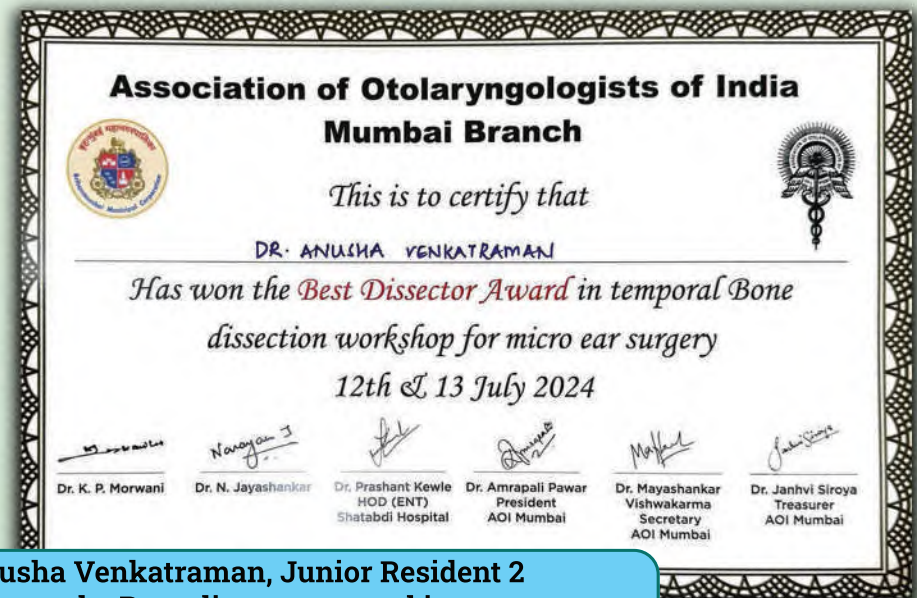 Association of Otolaryngologists of India
Mumbai Branch
This is to certify that
DR. ANUSHA VENKATRAMAN
Has won the Best Dissector Award in temporal Bone
dissection workshop for micro ear surgery
12th & 13 July 2024
Dr. K. P. Morwani
Dr. N. Jayashankar
Dr. Prashant Kewle
HOD (ENT)
Shatabdi Hospital
Dr. Amrapali Pawar
President
AOI Mumbai
Dr. Mayashankar
Vishwakarma
Secretary
AOI Mumbai
Dr. Janhvi Siroya
Treasurer
AOI Mumbai
usha Venkatraman, Junior Resident 2